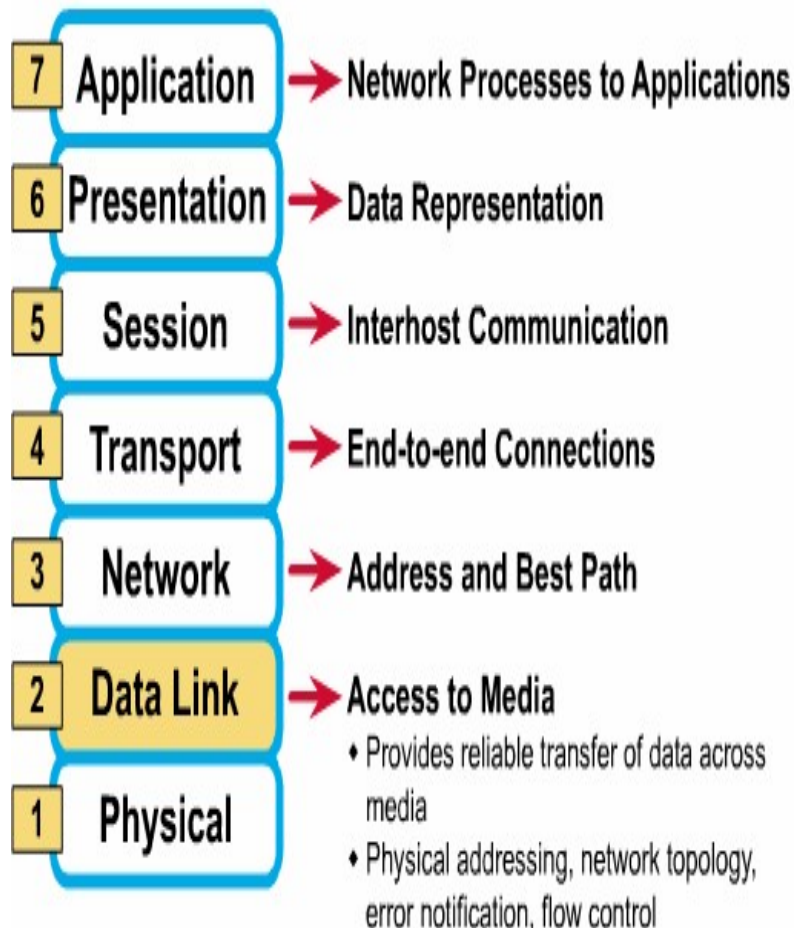 7 Application Network Processes to Applications
6 Presentation Data Representation
5 Session Interhost Communication
4 Transport End-to-end Connections
3 Network Address and Best Path
2 Data Link Access to Media
• Provides reliable transfer of data across
media
1 Physical
• Physical addressing, network topology,
error notification, flow control